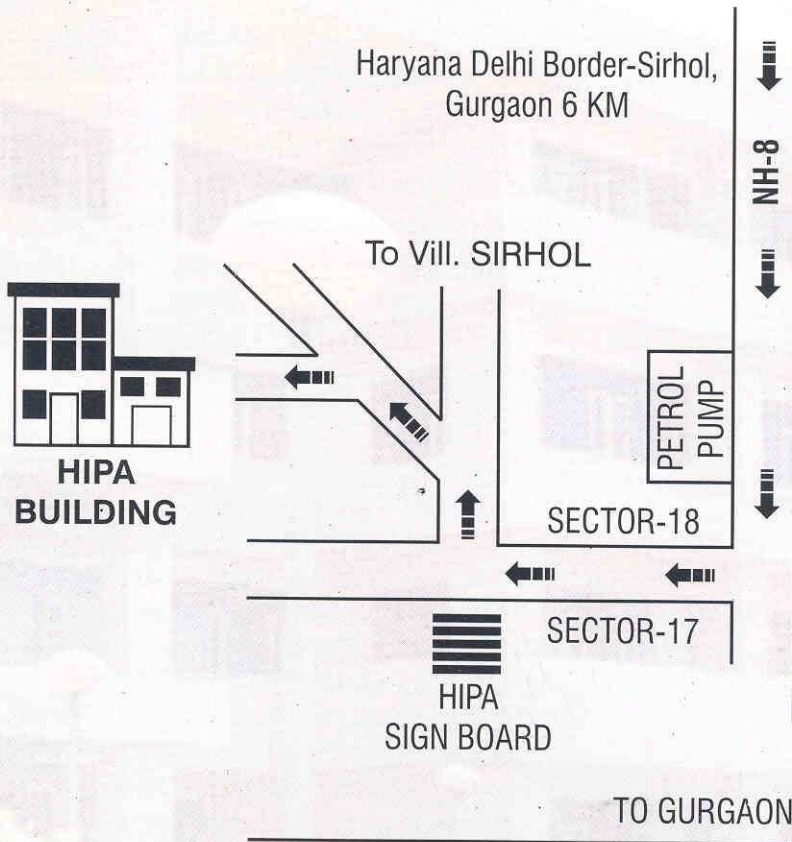 Haryana Delhi Border-Sirhol,
Gurgaon 6 KM
NH-8
To Vill. SIRHOL
PETROL
PUMP
HIPA
BUILDING
SECTOR-18
SECTOR-17
HIPA
SIGN BOARD
TO GURGAON